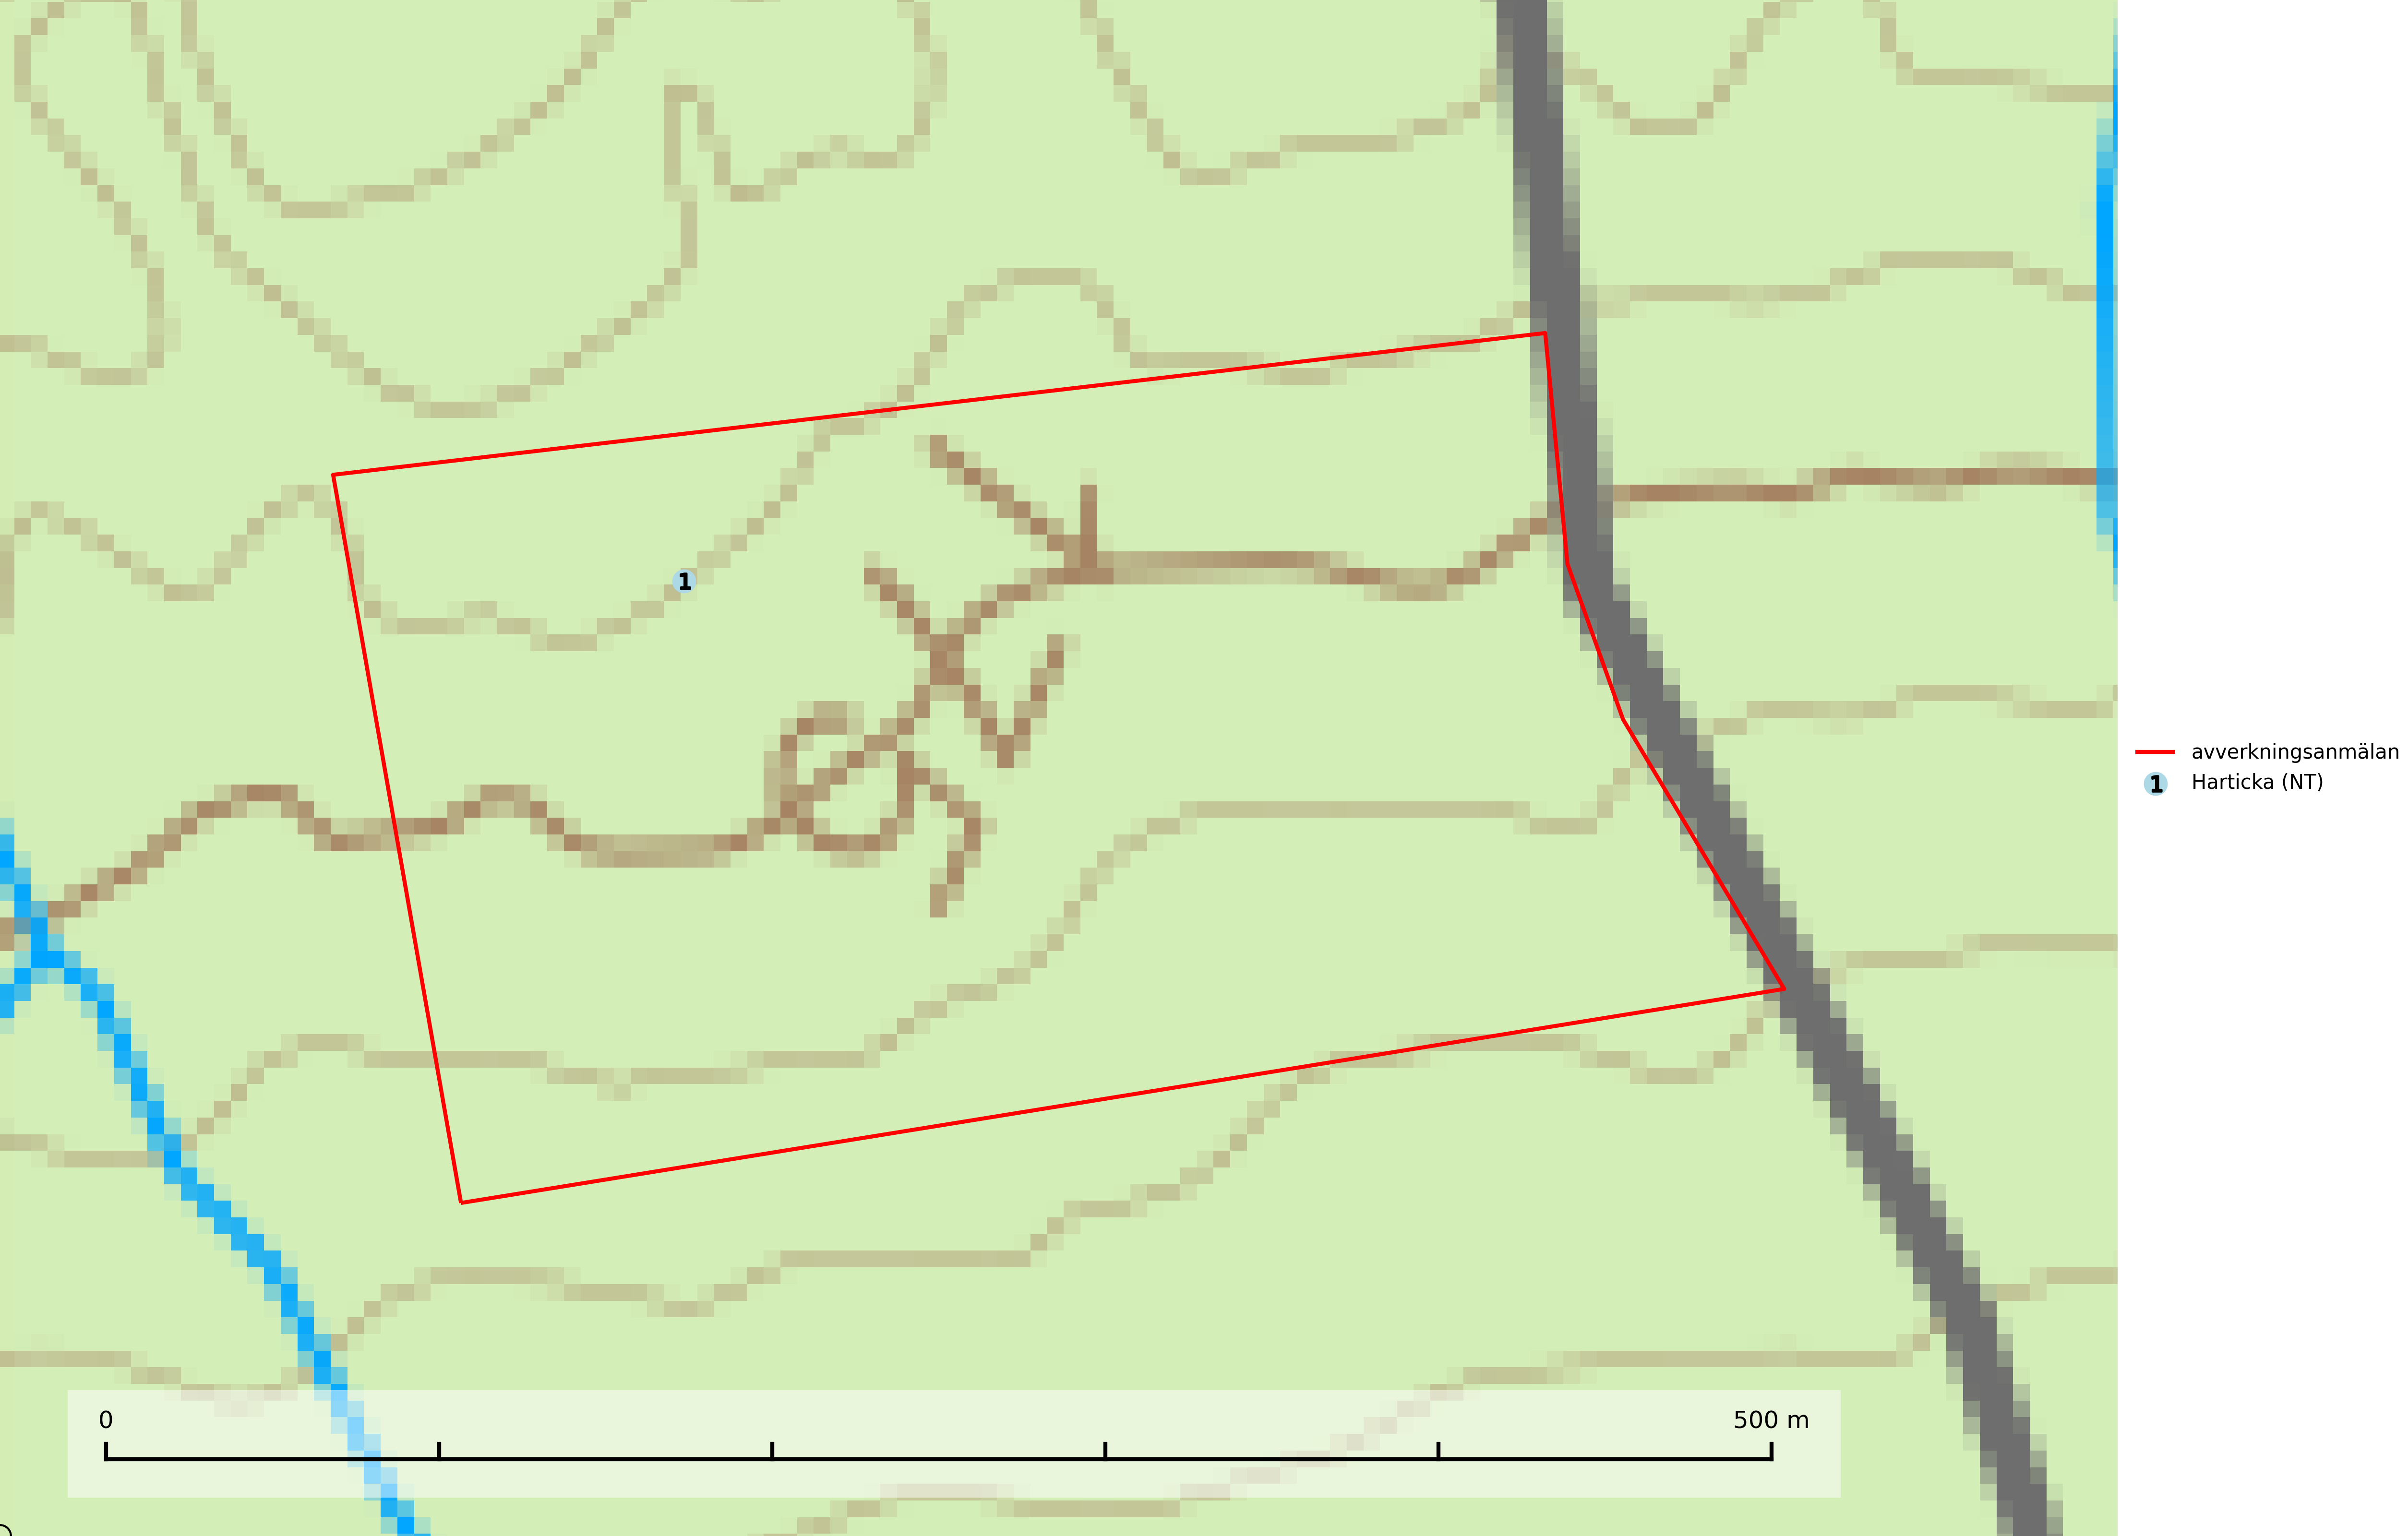 1
avverkningsanmälan
1 Harticka (NT)
0 500 m